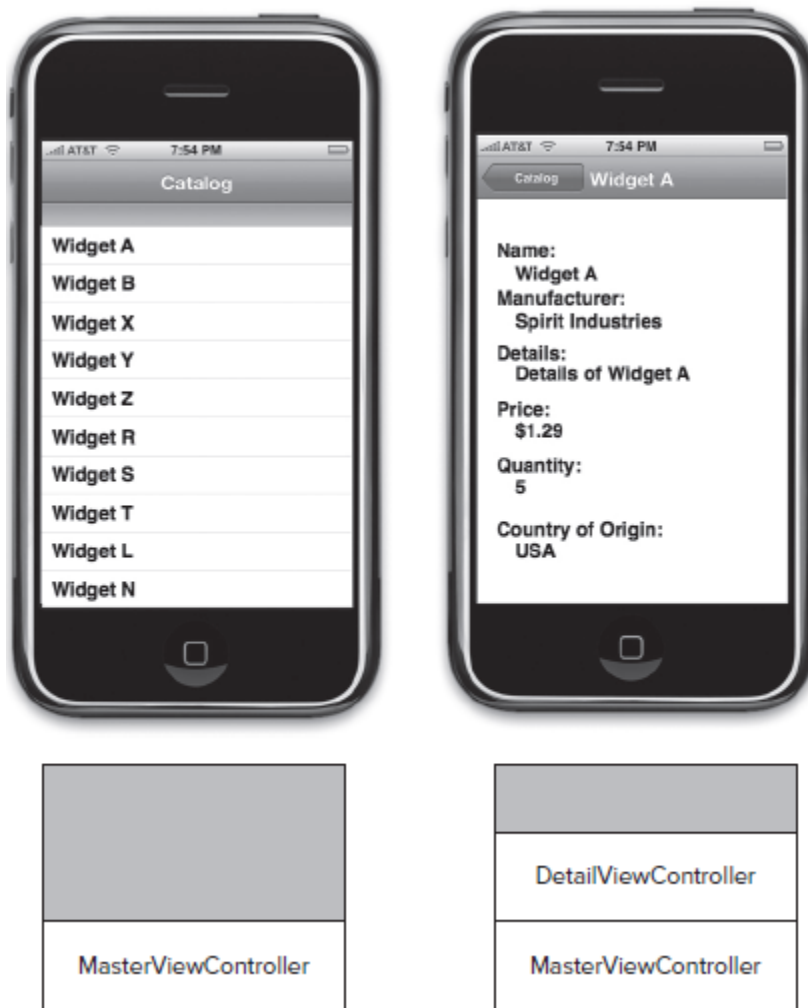 AT&T 7:54 PM
Catalog
Widget A
Widget B
Widget X
Widget Y
Widget Z
Widget R
Widget S
Widget T
Widget L
Widget N
AT&T 7:54 PM
Catalog Widget A
Name:
Widget A
Manufacturer:
Spirit Industries
Details:
Details of Widget A
Price:
$1.29
Quantity:
5
Country of Origin:
USA
MasterViewController
DetailViewController
MasterViewController